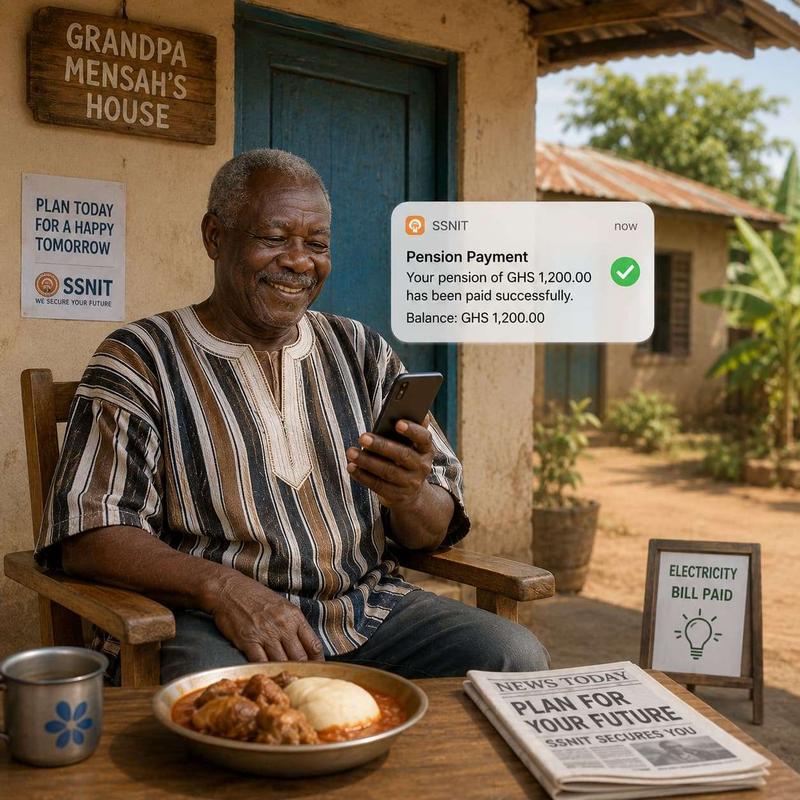 GRANDPA
MENSAH'S
HOUSE
PLAN TODAY
FOR A HAPPY
TOMORROW
SSNIT
WE SECURE YOUR FUTURE
SSNIT
now
Pension Payment
Your pension of GHS 1,200.00
has been paid successfully.
Balance: GHS 1,200.00
ELECTRICITY
BILL PAID
NEWS TODAY
PLAN FOR
YOUR FUTURE
SSNIT SECURES YOU